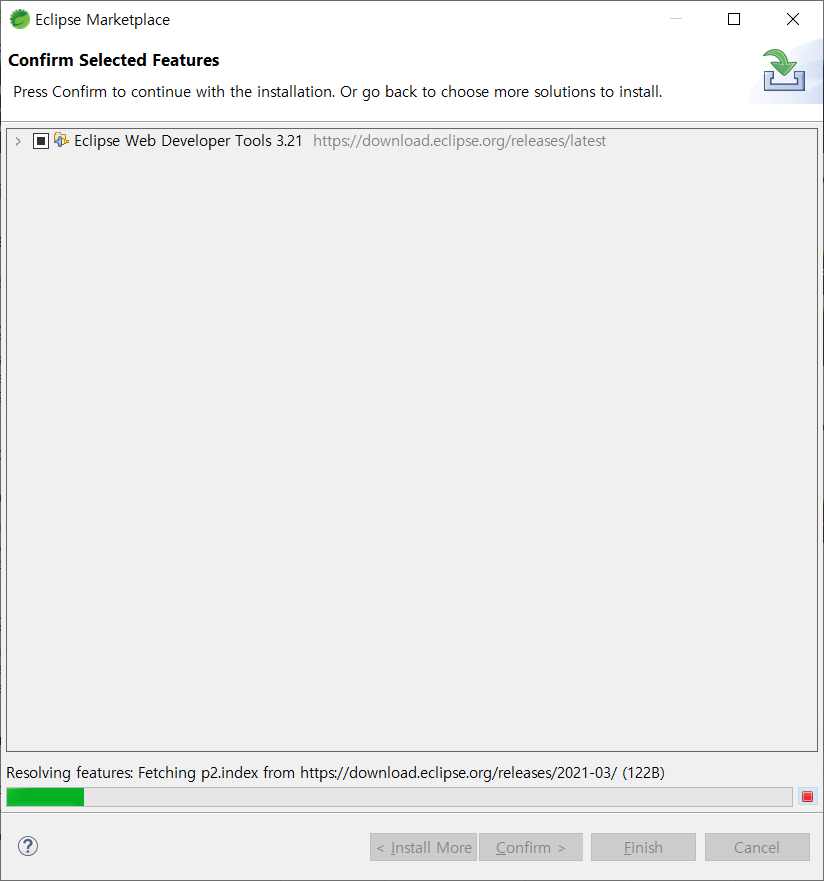 Eclipse Marketplace
Confirm Selected Features
Press Confirm to continue with the installation. Or go back to choose more solutions to install.
Eclipse Web Developer Tools 3.21 https://download.eclipse.org/releases/latest
Resolving features: Fetching p2.index from https://download.eclipse.org/releases/2021-03/ (122B)
< Install More Confirm > Finish Cancel